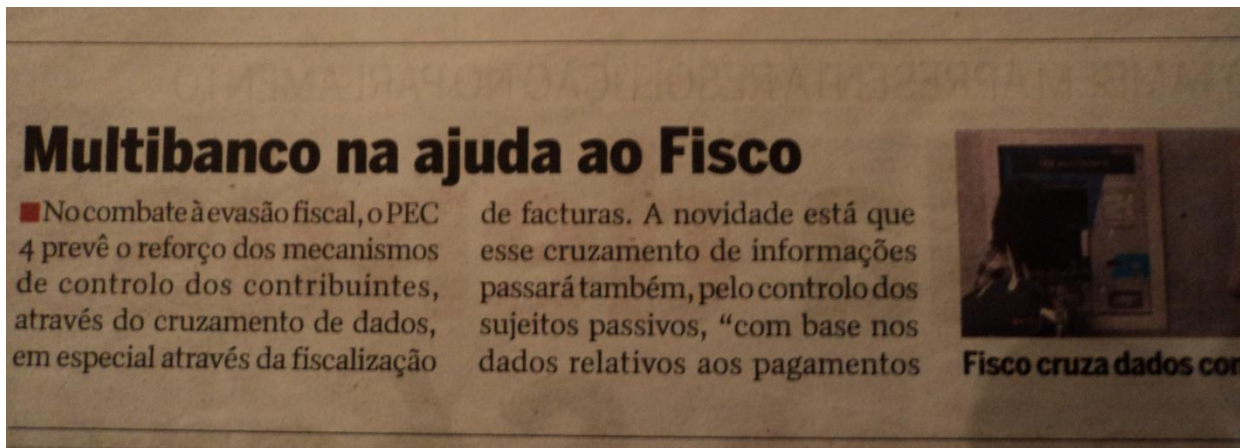 Multibanco na ajuda ao Fisco
No combate à evasão fiscal, o PEC
4 prevê o reforço dos mecanismos
de controlo dos contribuintes,
através do cruzamento de dados,
em especial através da fiscalização
de facturas. A novidade está que
esse cruzamento de informações
passará também, pelo controlo dos
sujeitos passivos, “com base nos
dados relativos aos pagamentos
Fisco cruza dados con